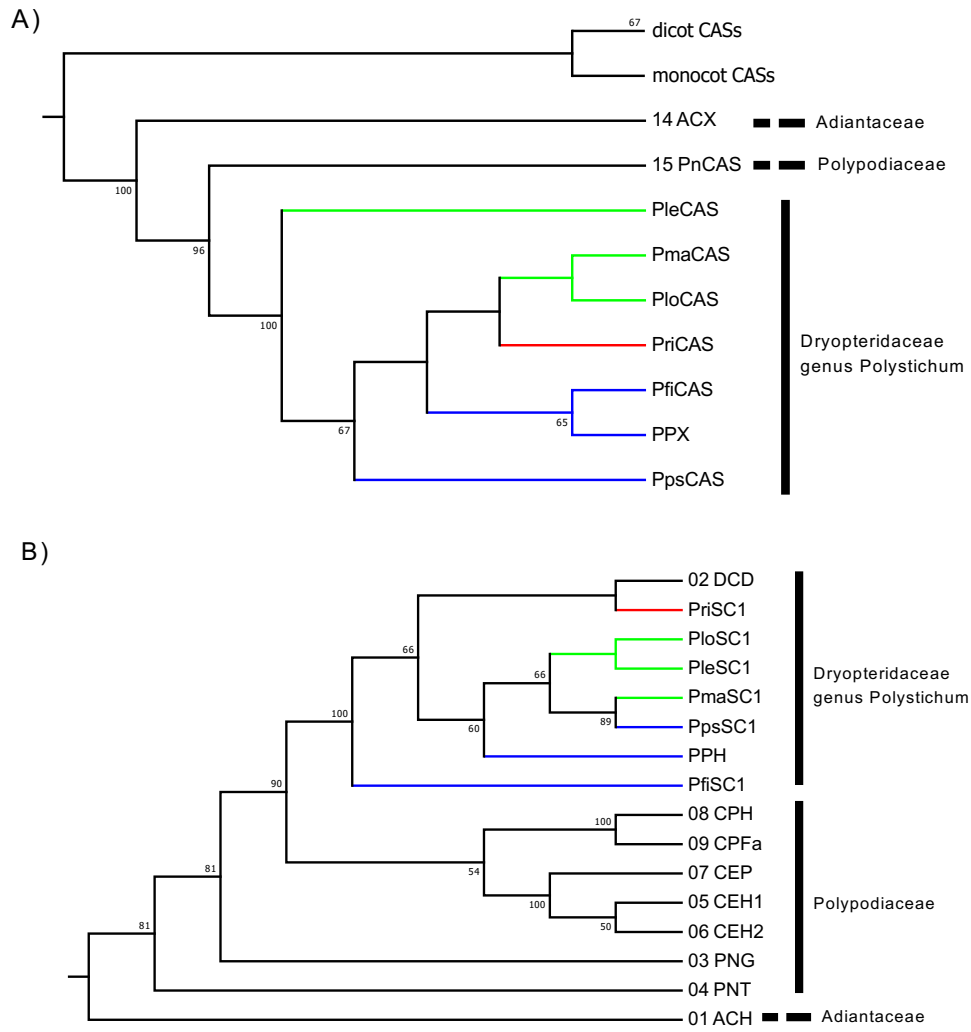 A)
67
dicot CASs
monocot CASs
14 ACX
Adiantaceae
100
15 PnCAS
Polypodiaceae
96
PleCAS
PmaCAS
PloCAS
100
PriCAS
Dryopteridaceae
genus Polystichum
PfiCAS
65
PPX
67
PpsCAS
B)
02 DCD
PriSC1
PloSC1
66
PleSC1
66
Dryopteridaceae
genus Polystichum
PmaSC1
100
89
60
PpsSC1
PPH
90
PfiSC1
08 CPH
100
09 CPFa
54
81
07 CEP
100
05 CEH1
Polypodiaceae
50
81
06 CEH2
03 PNG
04 PNT
01 ACH
Adiantaceae